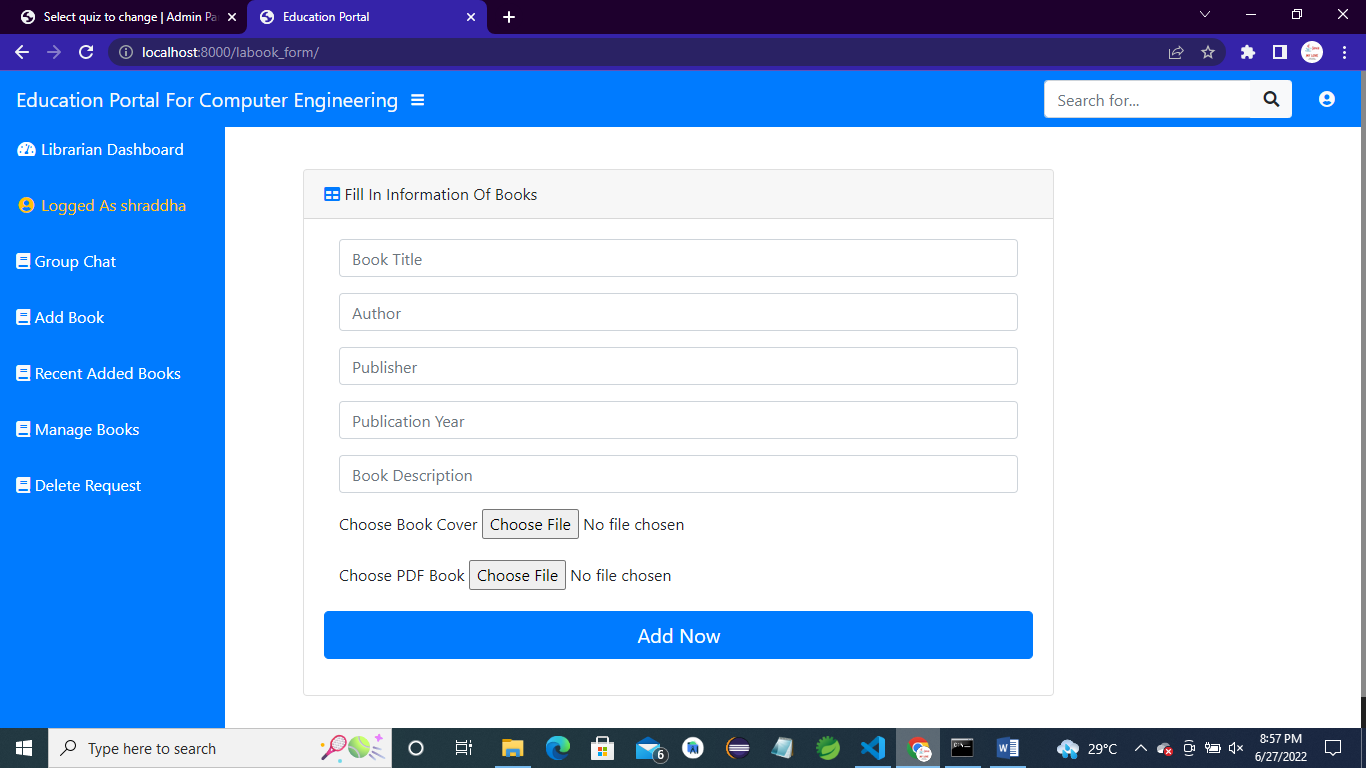 Select quiz to change | Admin Pa
Education Portal
localhost:8000/labook_form/
Education Portal For Computer Engineering
Search for...
Librarian Dashboard
Logged As shraddha
Group Chat
Add Book
Recent Added Books
Manage Books
Delete Request
Fill In Information Of Books
Book Title
Author
Publisher
Publication Year
Book Description
Choose Book Cover Choose File No file chosen
Choose PDF Book Choose File No file chosen
Add Now
Type here to search
6
29°C
8:57 PM
6/27/2022